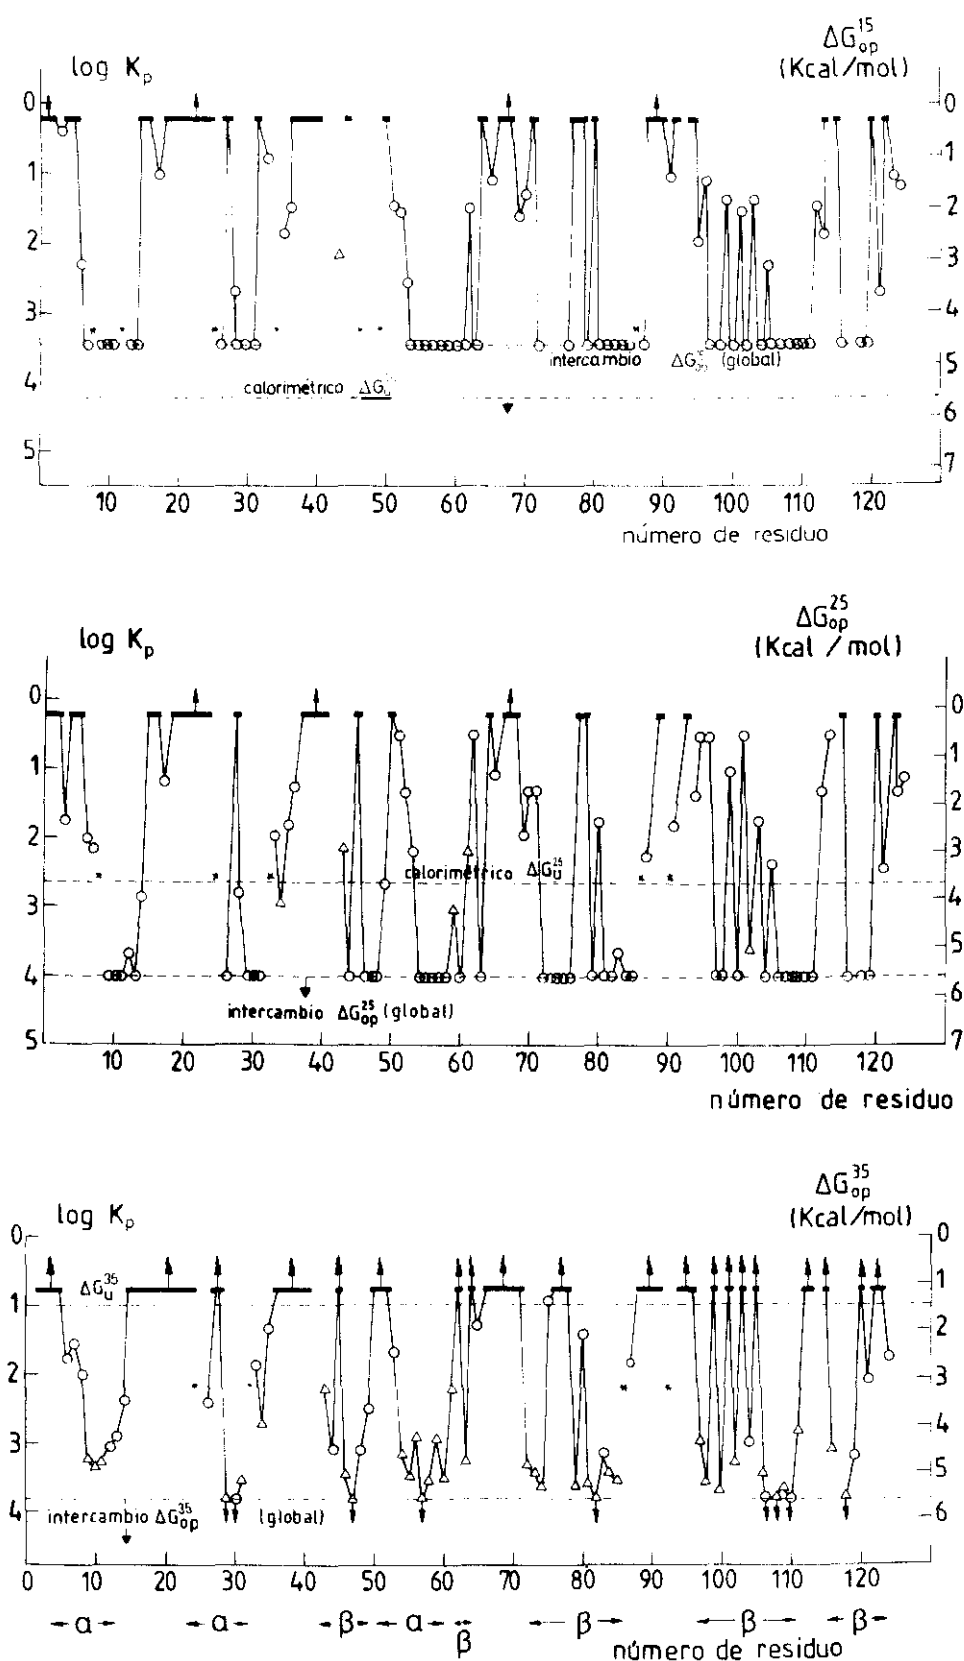 log Kp
ΔG¹⁵op
(Kcal/mol)
0
1
2
3
4
5
0
-1
-2
-3
-4
-5
-6
-7
intercambio ΔGop (global)
calorimétrico ΔGu
10 20 30 40 50 60 70 80 90 100 110 120
número de residuo
log Kp
ΔG²⁵op
(Kcal / mol)
0
1
2
3
4
5
0
1
2
3
4
5
6
7
calorimétrico ΔG²⁵u
intercambio ΔG²⁵op (global)
10 20 30 40 50 60 70 80 90 100 110 120
número de residuo
log Kp
ΔG³⁵op
(Kcal/mol)
0
1
2
3
4
0
1
2
3
4
5
6
ΔG³⁵u
intercambio ΔG³⁵op (global)
0 10 20 30 40 50 60 70 80 90 100 110 120
α α β α β β β β
número de residuo